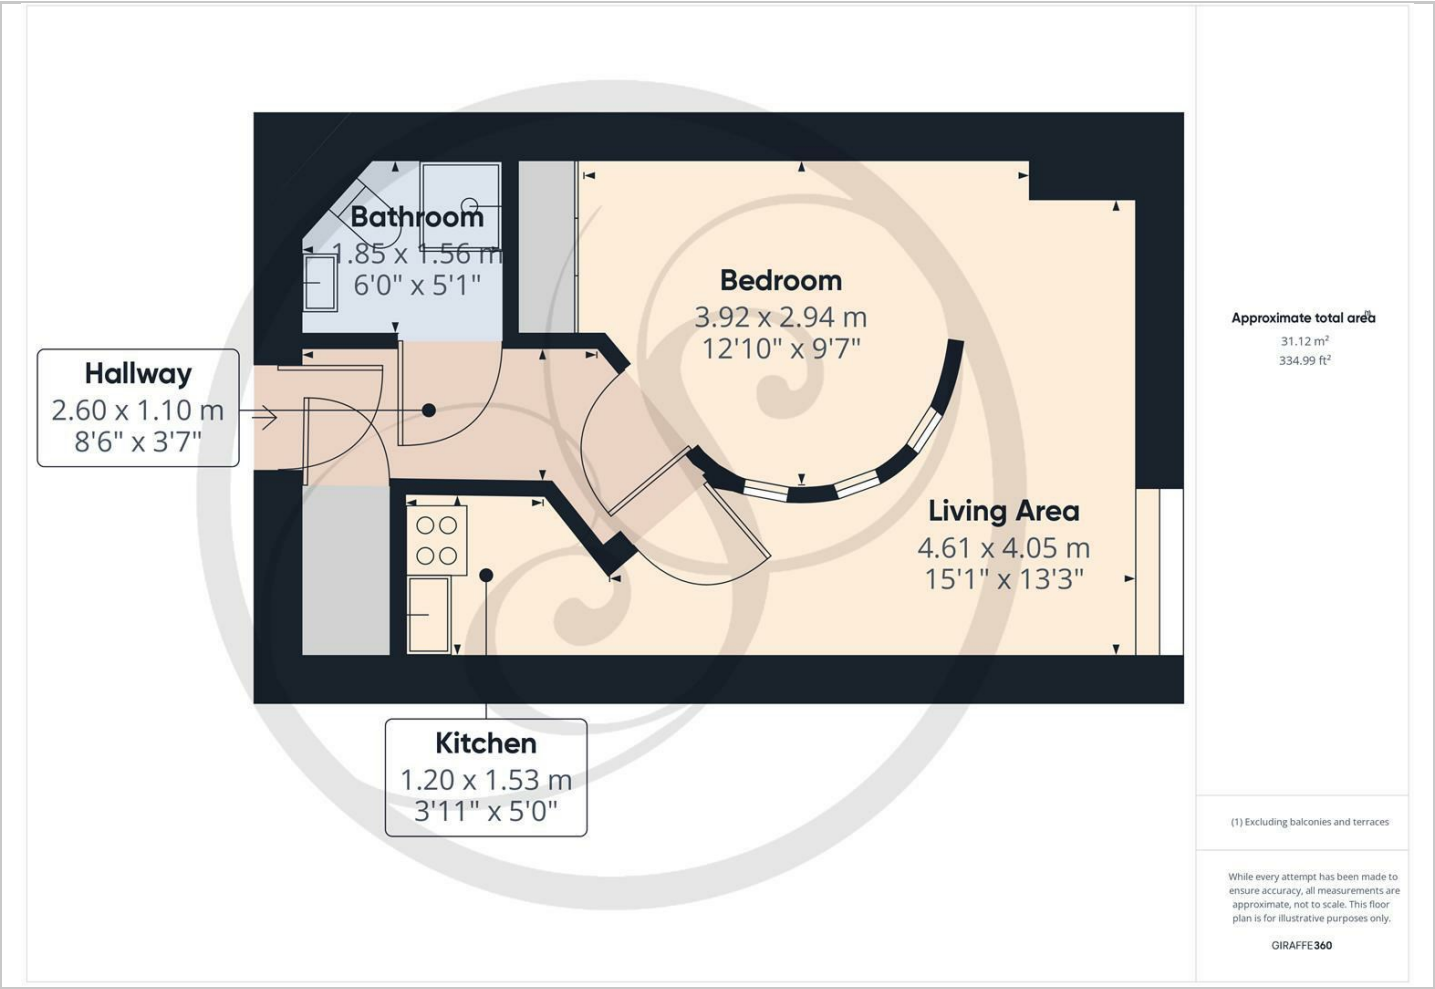 Bathroom
1.85 x 1.56 m
6'0" x 5'1"
Bedroom
3.92 x 2.94 m
12'10" x 9'7"
Hallway
2.60 x 1.10 m
8'6" x 3'7"
Living Area
4.61 x 4.05 m
15'1" x 13'3"
Kitchen
1.20 x 1.53 m
3'11" x 5'0"
Approximate total area(1)
31.12 m²
334.99 ft²
(1) Excluding balconies and terraces
While every attempt has been made to
ensure accuracy, all measurements are
approximate, not to scale. This floor
plan is for illustrative purposes only.
GIRAFFE360